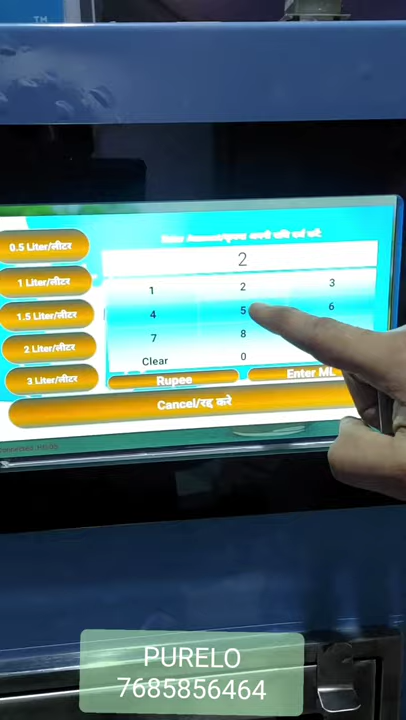 TM
0.5 Liter/लीटर
1 Liter/लीटर
1.5 Liter/लीटर
2 Liter/लीटर
3 Liter/लीटर
2
1 2 3
4 5 6
7 8
Clear 0
Rupee Enter ML
Cancel/रद्द करे
PURELO
7685856464